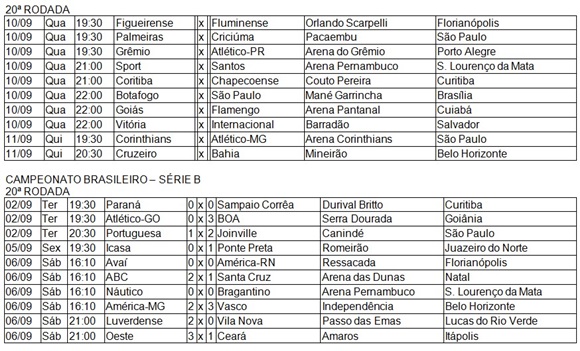 20ª RODADA
10/09 Qua 19:30 Figueirense x Fluminense Orlando Scarpelli Florianópolis
10/09 Qua 19:30 Palmeiras x Criciúma Pacaembu São Paulo
10/09 Qua 19:30 Grêmio x Atlético-PR Arena do Grêmio Porto Alegre
10/09 Qua 21:00 Sport x Santos Arena Pernambuco S. Lourenço da Mata
10/09 Qua 21:00 Coritiba x Chapecoense Couto Pereira Curitiba
10/09 Qua 22:00 Botafogo x São Paulo Mané Garrincha Brasília
10/09 Qua 22:00 Goiás x Flamengo Arena Pantanal Cuiabá
10/09 Qua 22:00 Vitória x Internacional Barradão Salvador
11/09 Qui 19:30 Corinthians x Atlético-MG Arena Corinthians São Paulo
11/09 Qui 20:30 Cruzeiro x Bahia Mineirão Belo Horizonte
CAMPEONATO BRASILEIRO – SÉRIE B
20ª RODADA
02/09 Ter 19:30 Paraná 0 x 0 Sampaio Corrêa Durival Britto Curitiba
02/09 Ter 19:30 Atlético-GO 0 x 3 BOA Serra Dourada Goiânia
02/09 Ter 20:30 Portuguesa 1 x 2 Joinville Canindé São Paulo
05/09 Sex 19:30 Icasa 0 x 1 Ponte Preta Romeirão Juazeiro do Norte
06/09 Sáb 16:10 Avaí 0 x 0 América-RN Ressacada Florianópolis
06/09 Sáb 16:10 ABC 2 x 1 Santa Cruz Arena das Dunas Natal
06/09 Sáb 16:10 Náutico 0 x 0 Bragantino Arena Pernambuco S. Lourenço da Mata
06/09 Sáb 16:10 América-MG 2 x 3 Vasco Independência Belo Horizonte
06/09 Sáb 21:00 Luverdense 2 x 0 Vila Nova Passo das Emas Lucas do Rio Verde
06/09 Sáb 21:00 Oeste 3 x 1 Ceará Amaros Itápolis